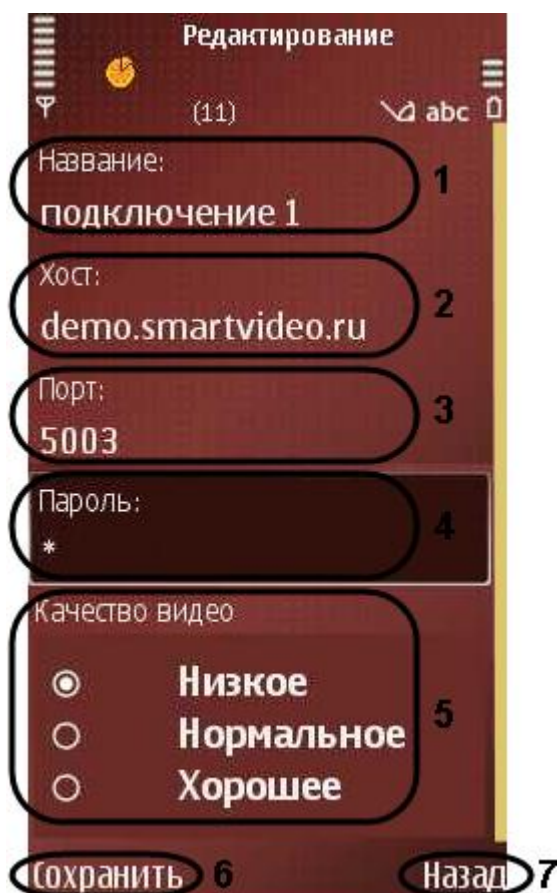 Редактирование
(11) abc
Название:
подключение 1
1
Хост:
demo.smartvideo.ru
2
Порт:
5003
3
Пароль:
*
4
Качество видео
Низкое
Нормальное
Хорошее
5
Сохранить 6 Назад 7